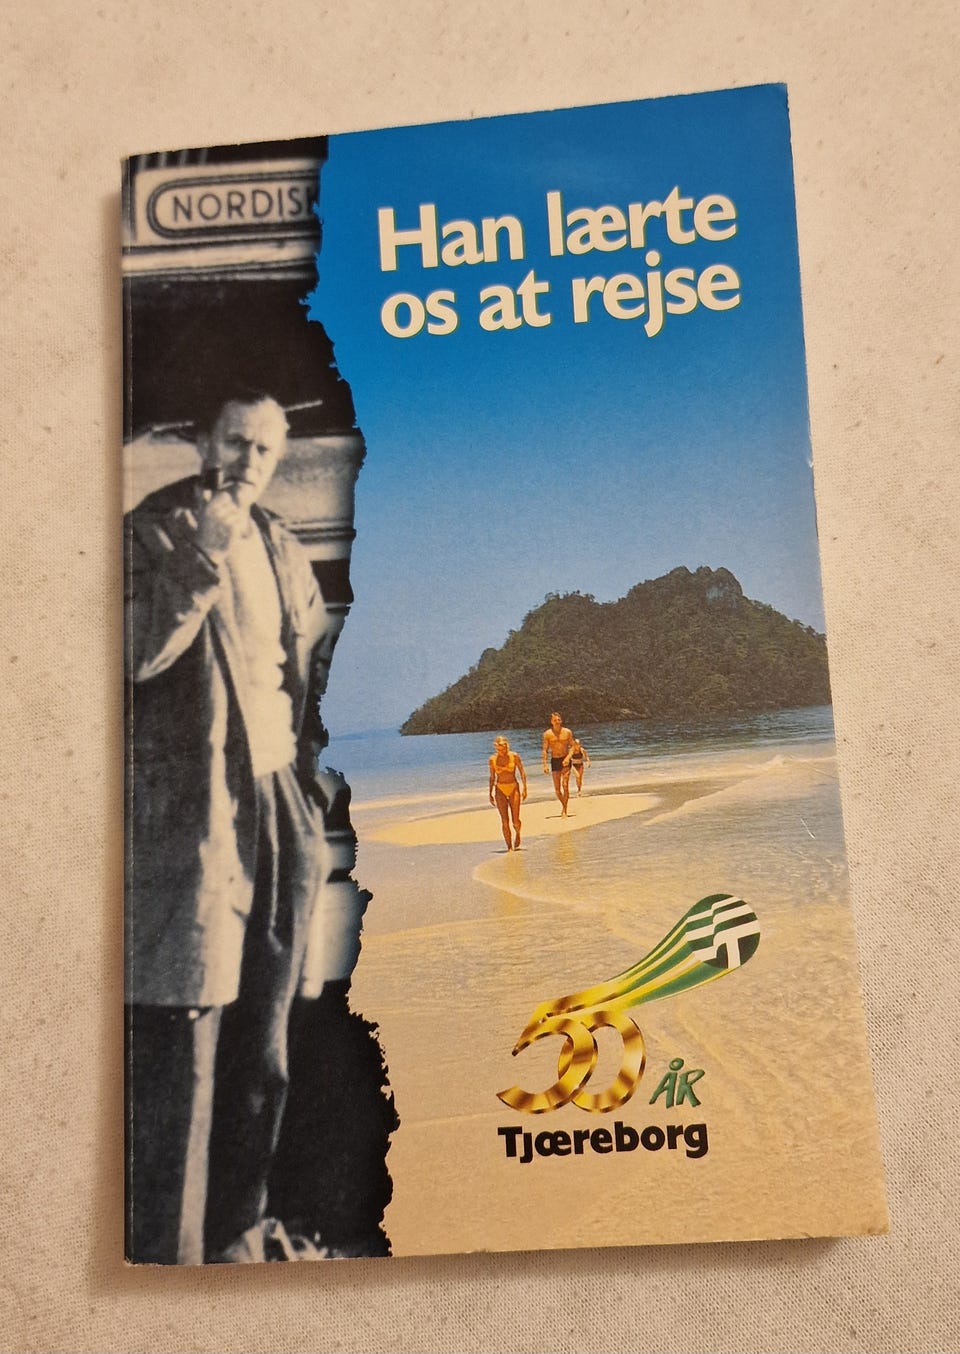 NORDISK
Han lærte
os at rejse
50 ÅR
Tjæreborg